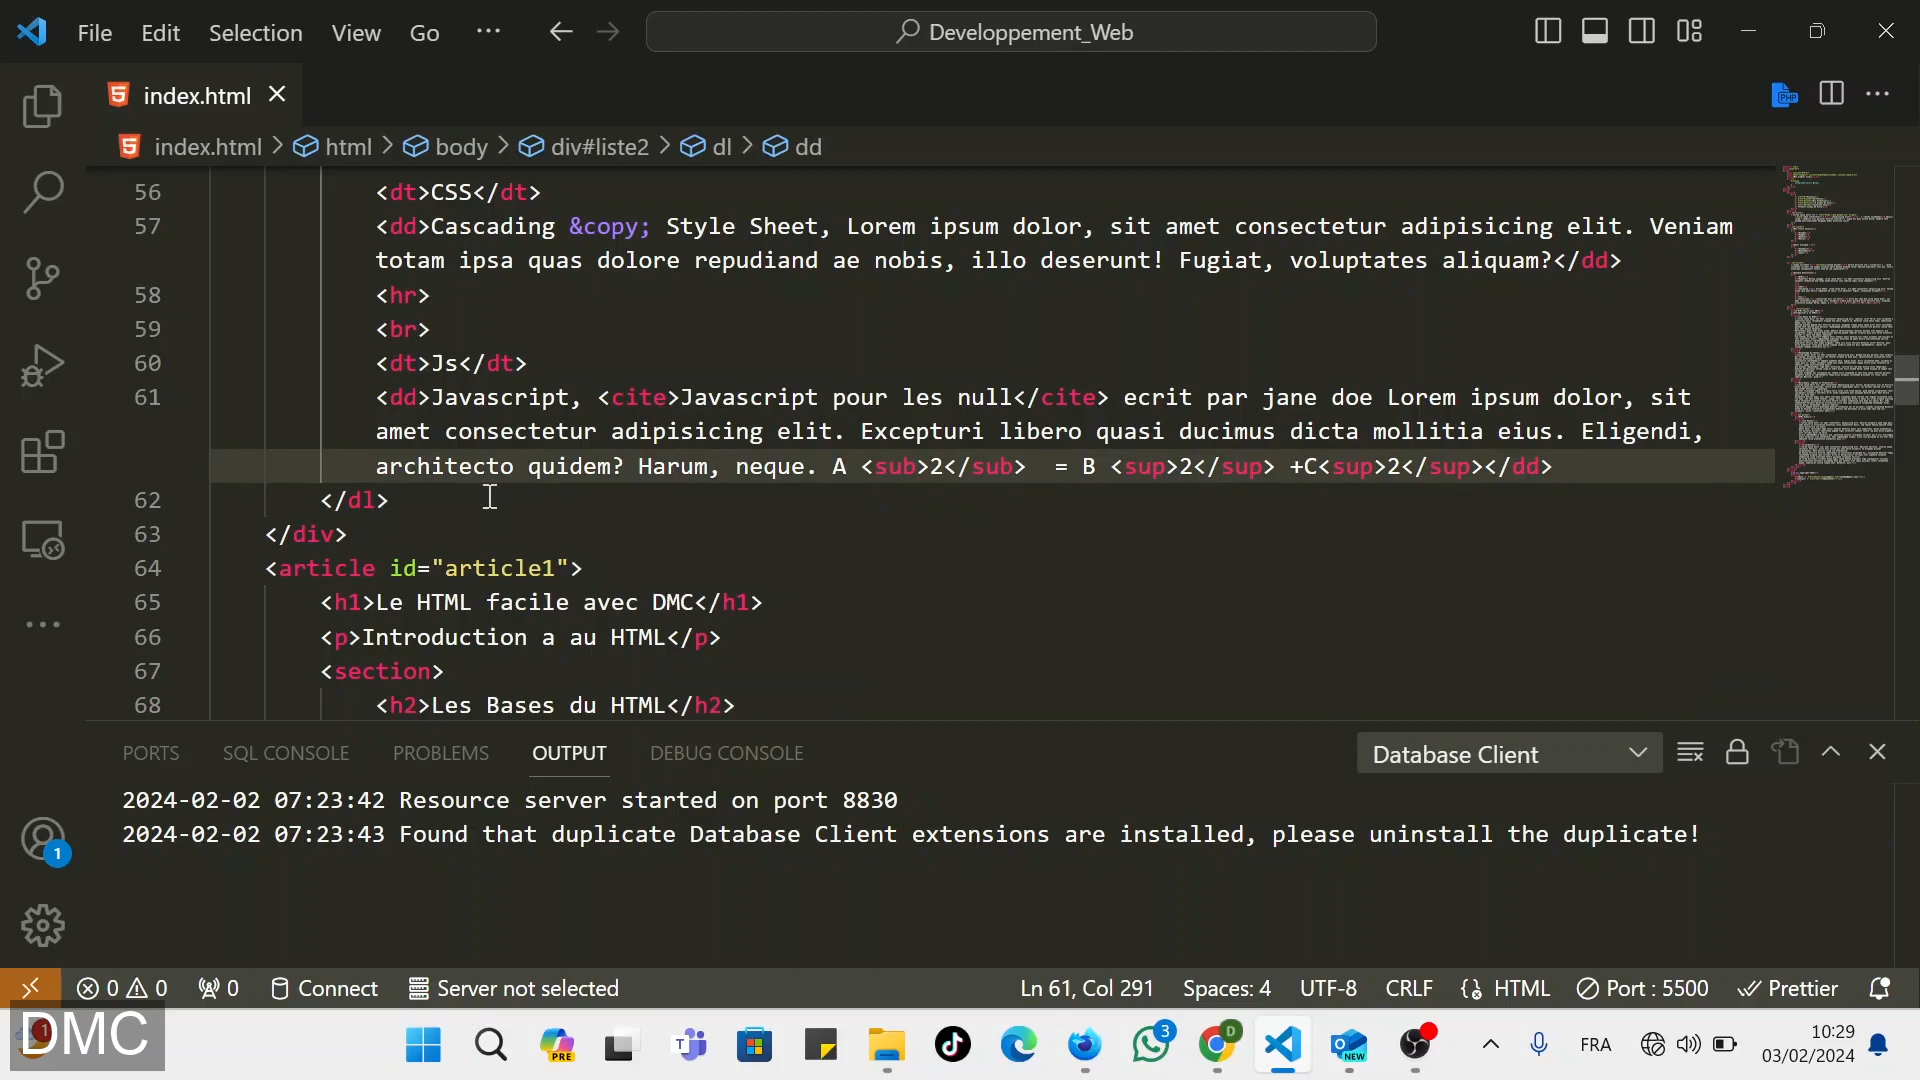 File Edit Selection View Go ··· Developpement_Web
index.html
index.html > html > body > div#liste2 > dl > dd
56 <dt>CSS</dt>
57 <dd>Cascading &copy; Style Sheet, Lorem ipsum dolor, sit amet consectetur adipisicing elit. Veniam
totam ipsa quas dolore repudiand ae nobis, illo deserunt! Fugiat, voluptates aliquam?</dd>
58 <hr>
59 <br>
60 <dt>Js</dt>
61 <dd>Javascript, <cite>Javascript pour les null</cite> ecrit par jane doe Lorem ipsum dolor, sit
amet consectetur adipisicing elit. Excepturi libero quasi ducimus dicta mollitia eius. Eligendi,
architecto quidem? Harum, neque. A <sub>2</sub>  = B <sup>2</sup> +C<sup>2</sup></dd>
62 </dl>
63 </div>
64 <article id="article1">
65 <h1>Le HTML facile avec DMC</h1>
66 <p>Introduction a au HTML</p>
67 <section>
68 <h2>Les Bases du HTML</h2>
PORTS SQL CONSOLE PROBLEMS OUTPUT DEBUG CONSOLE Database Client
2024-02-02 07:23:42 Resource server started on port 8830
2024-02-02 07:23:43 Found that duplicate Database Client extensions are installed, please uninstall the duplicate!
1
0 0 0 Connect Server not selected Ln 61, Col 291 Spaces: 4 UTF-8 CRLF HTML Port : 5500 Prettier
DMC
1
PRE
3
D
NEW
FRA
10:29
03/02/2024